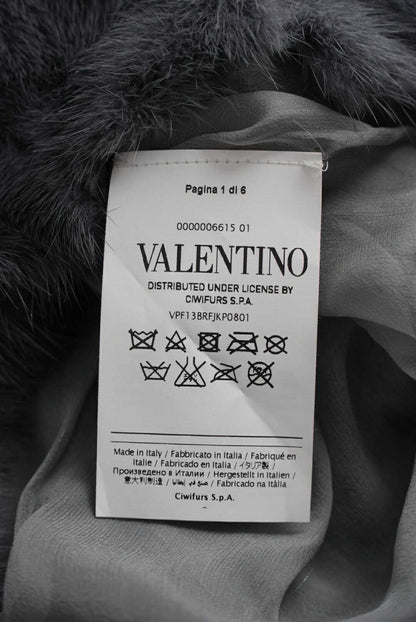 Pagina 1 di 6
0000006615 01
VALENTINO
DISTRIBUTED UNDER LICENSE BY
CIWIFURS S.P.A.
VPF13BRFJKP0801
Made in Italy / Fabbricato in Italia / Fabriqué en
Italie / Fabricado en Italia / イタリア製 /
Произведено в Италии / Hergestellt in Italien /
意大利制造 / صنع في إيطاليا / Fabricado na Itália
Ciwifurs S.p.A.